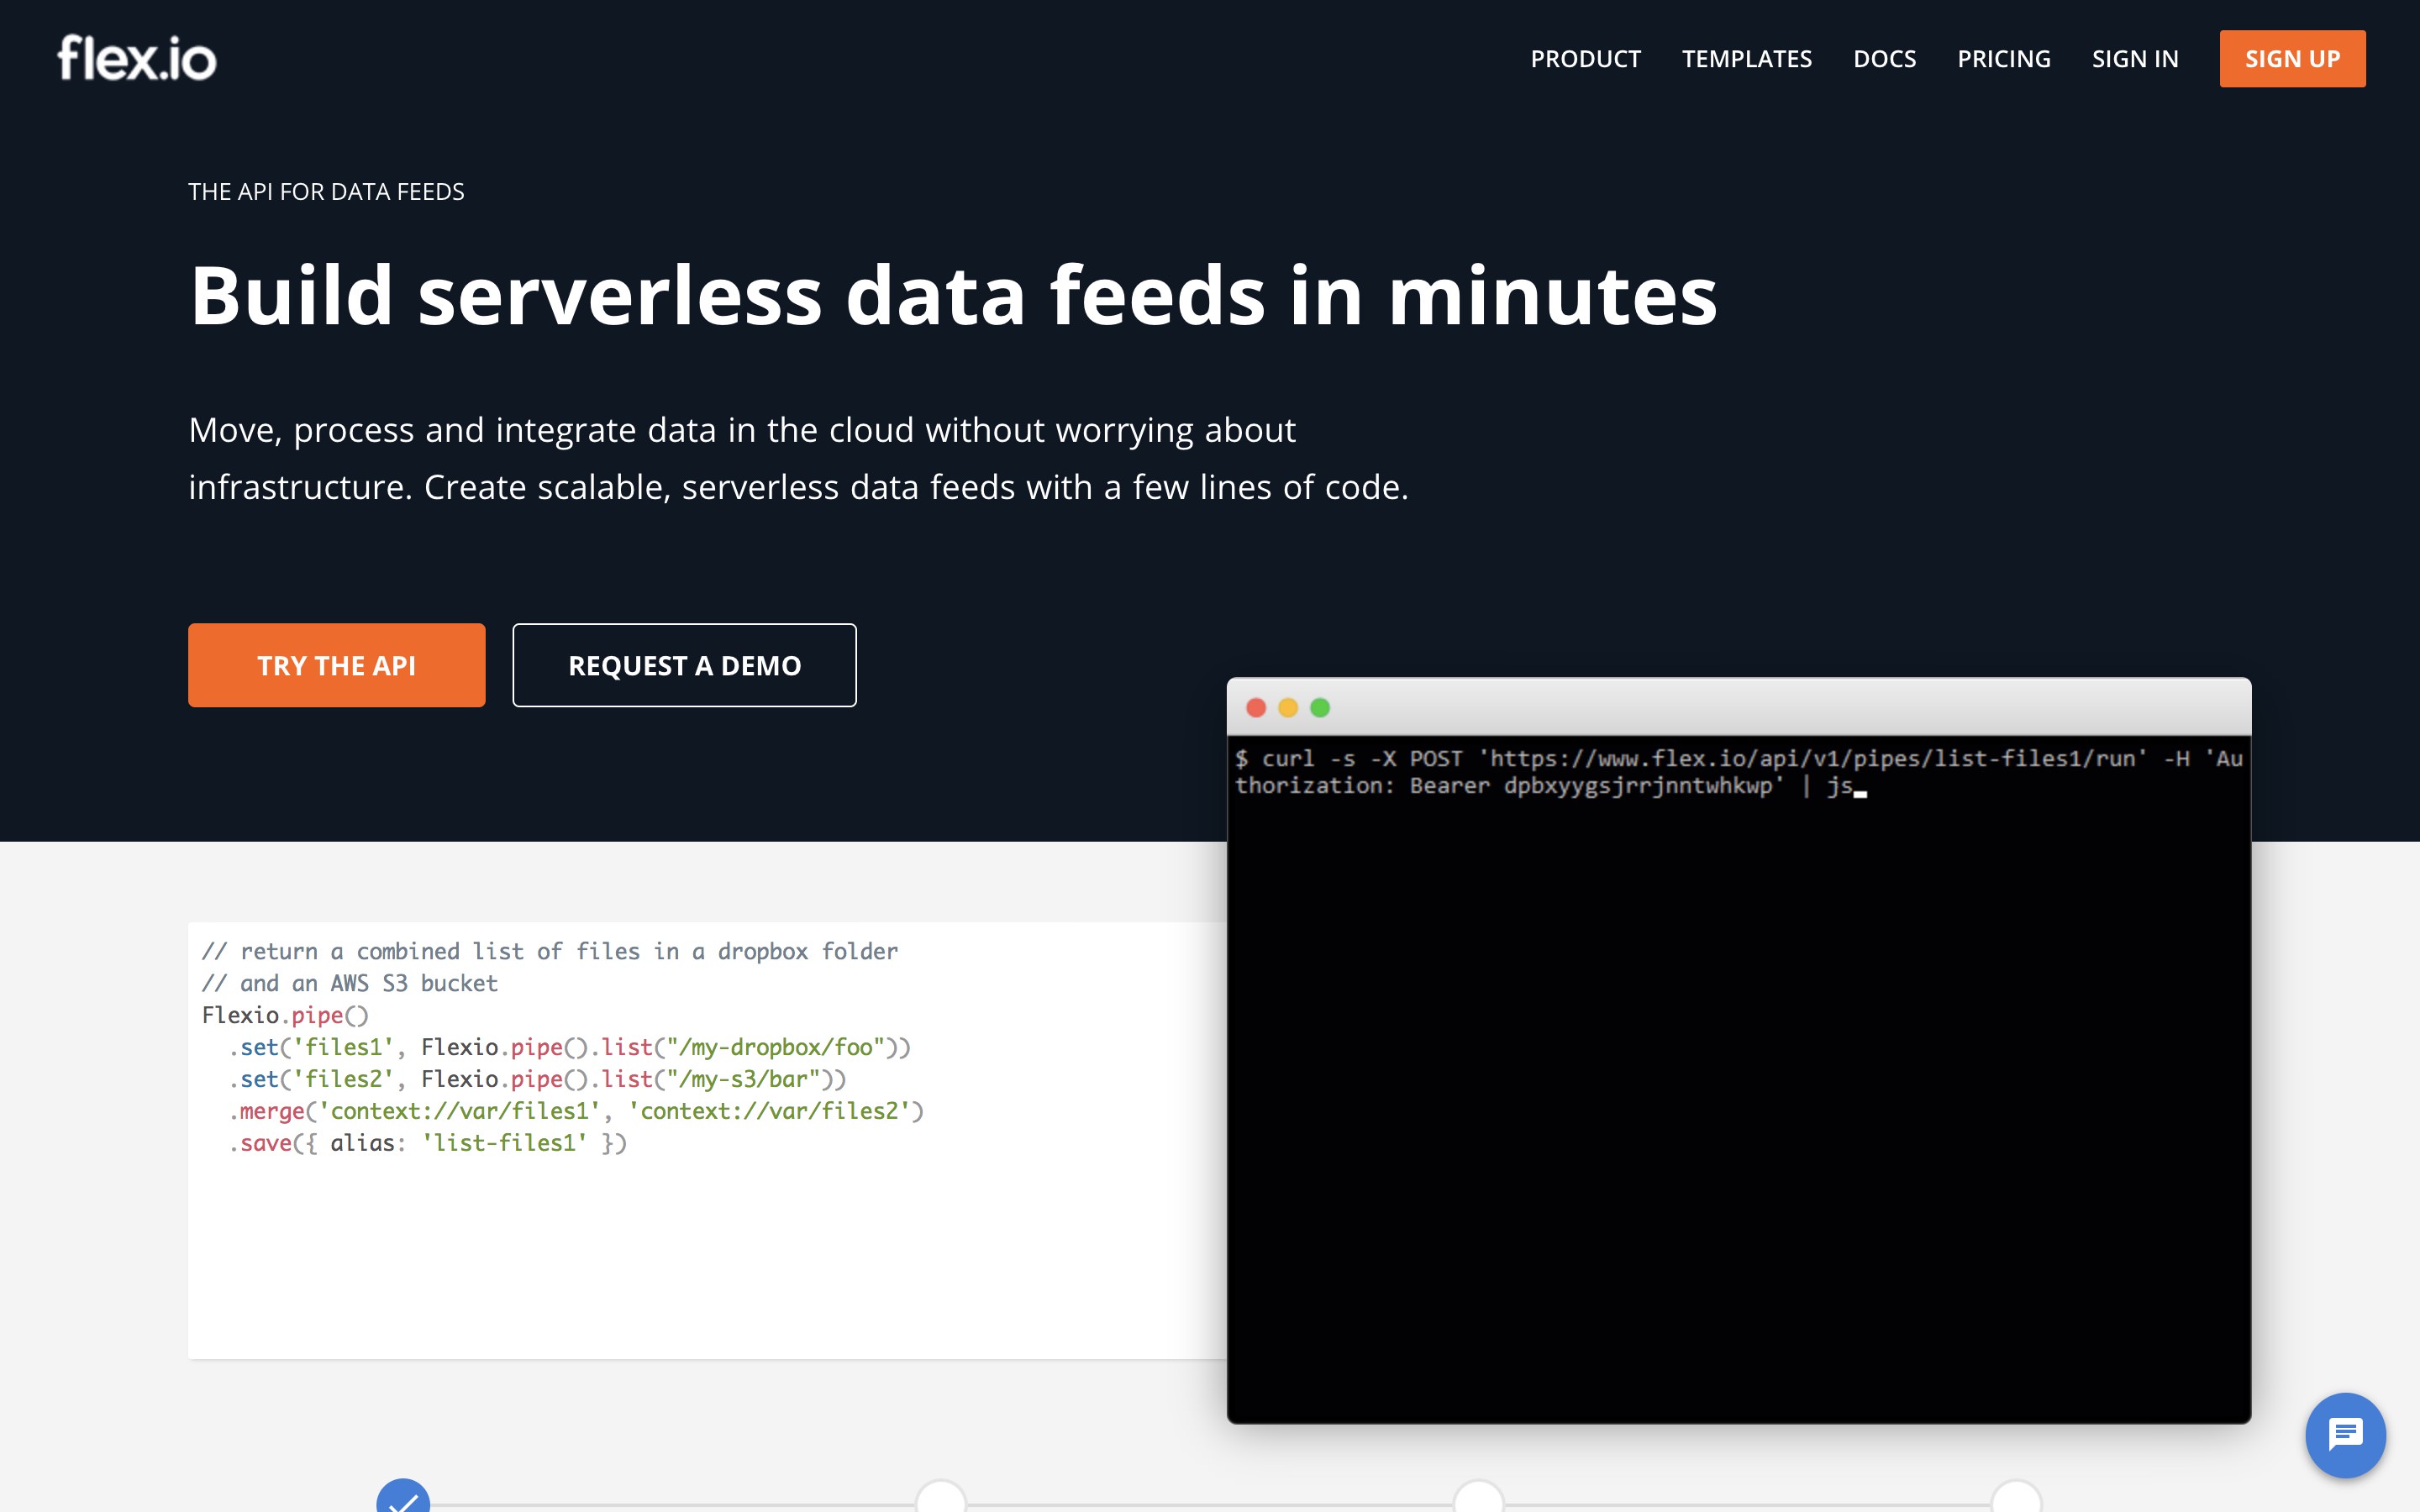 flex.io
PRODUCT TEMPLATES DOCS PRICING SIGN IN SIGN UP
THE API FOR DATA FEEDS
Build serverless data feeds in minutes
Move, process and integrate data in the cloud without worrying about
infrastructure. Create scalable, serverless data feeds with a few lines of code.
TRY THE API REQUEST A DEMO
$ curl -s -X POST 'https://www.flex.io/api/v1/pipes/list-files1/run' -H 'Au
thorization: Bearer dpbxyygsjrrjnntwhkwp' | js
// return a combined list of files in a dropbox folder
// and an AWS S3 bucket
Flexio.pipe()
  .set('files1', Flexio.pipe().list("/my-dropbox/foo"))
  .set('files2', Flexio.pipe().list("/my-s3/bar"))
  .merge('context://var/files1', 'context://var/files2')
  .save({ alias: 'list-files1' })